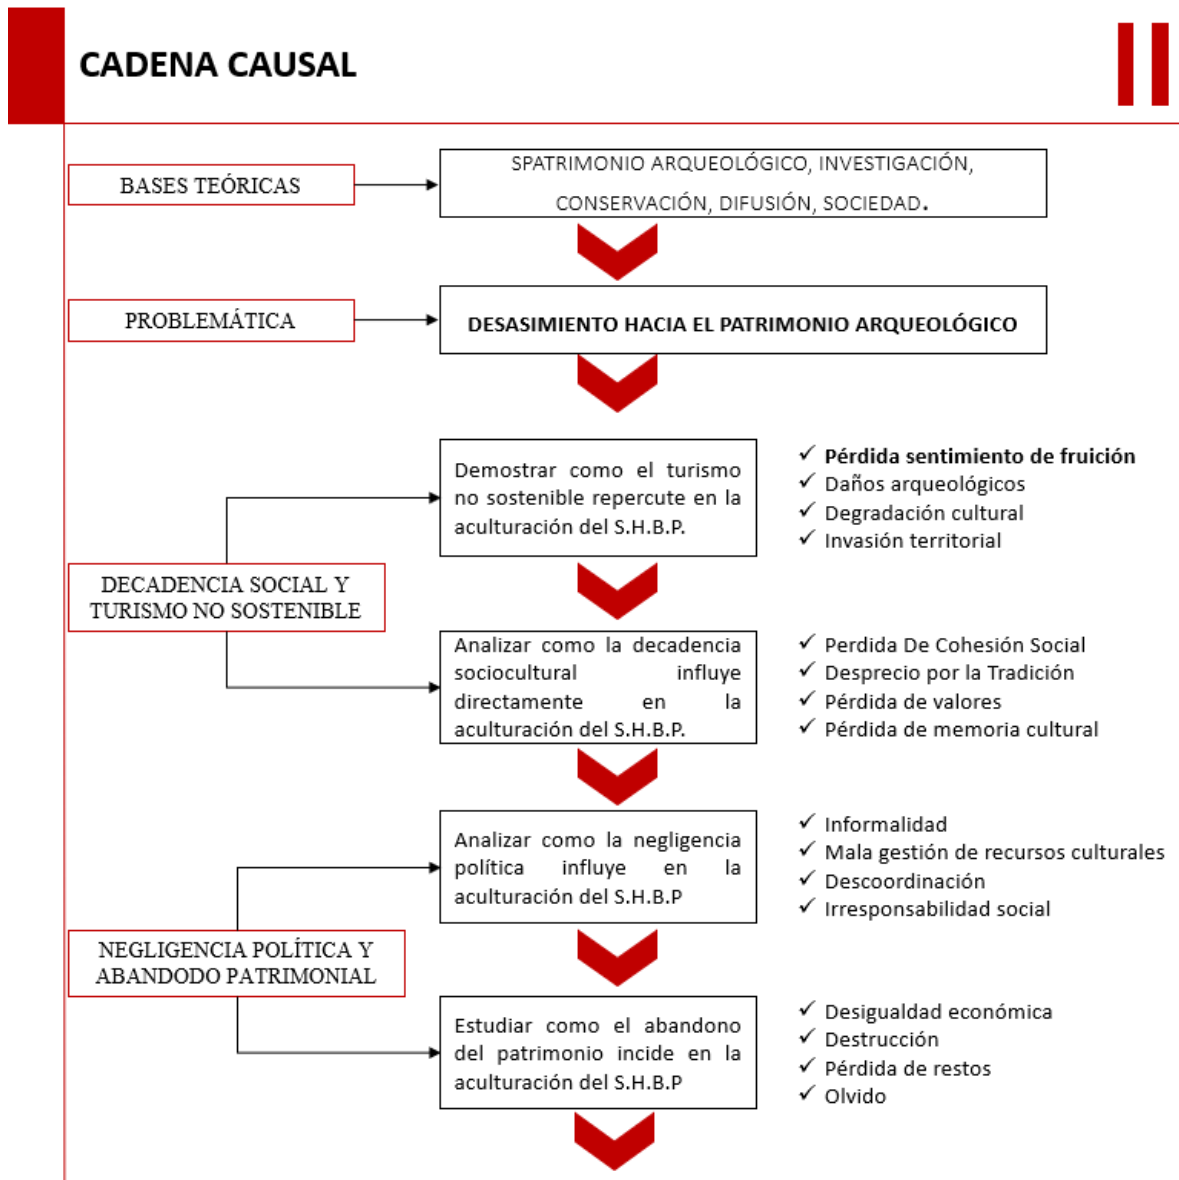 CADENA CAUSAL
BASES TEÓRICAS
SPATRIMONIO ARQUEOLÓGICO, INVESTIGACIÓN,
CONSERVACIÓN, DIFUSIÓN, SOCIEDAD.
PROBLEMÁTICA
DESASIMIENTO HACIA EL PATRIMONIO ARQUEOLÓGICO
DECADENCIA SOCIAL Y
TURISMO NO SOSTENIBLE
Demostrar como el turismo
no sostenible repercute en la
aculturación del S.H.B.P.
✓ Pérdida sentimiento de fruición
✓ Daños arqueológicos
✓ Degradación cultural
✓ Invasión territorial
Analizar como la decadencia
sociocultural influye
directamente en la
aculturación del S.H.B.P.
✓ Perdida De Cohesión Social
✓ Desprecio por la Tradición
✓ Pérdida de valores
✓ Pérdida de memoria cultural
NEGLIGENCIA POLÍTICA Y
ABANDODO PATRIMONIAL
Analizar como la negligencia
política influye en la
aculturación del S.H.B.P
✓ Informalidad
✓ Mala gestión de recursos culturales
✓ Descoordinación
✓ Irresponsabilidad social
Estudiar como el abandono
del patrimonio incide en la
aculturación del S.H.B.P
✓ Desigualdad económica
✓ Destrucción
✓ Pérdida de restos
✓ Olvido